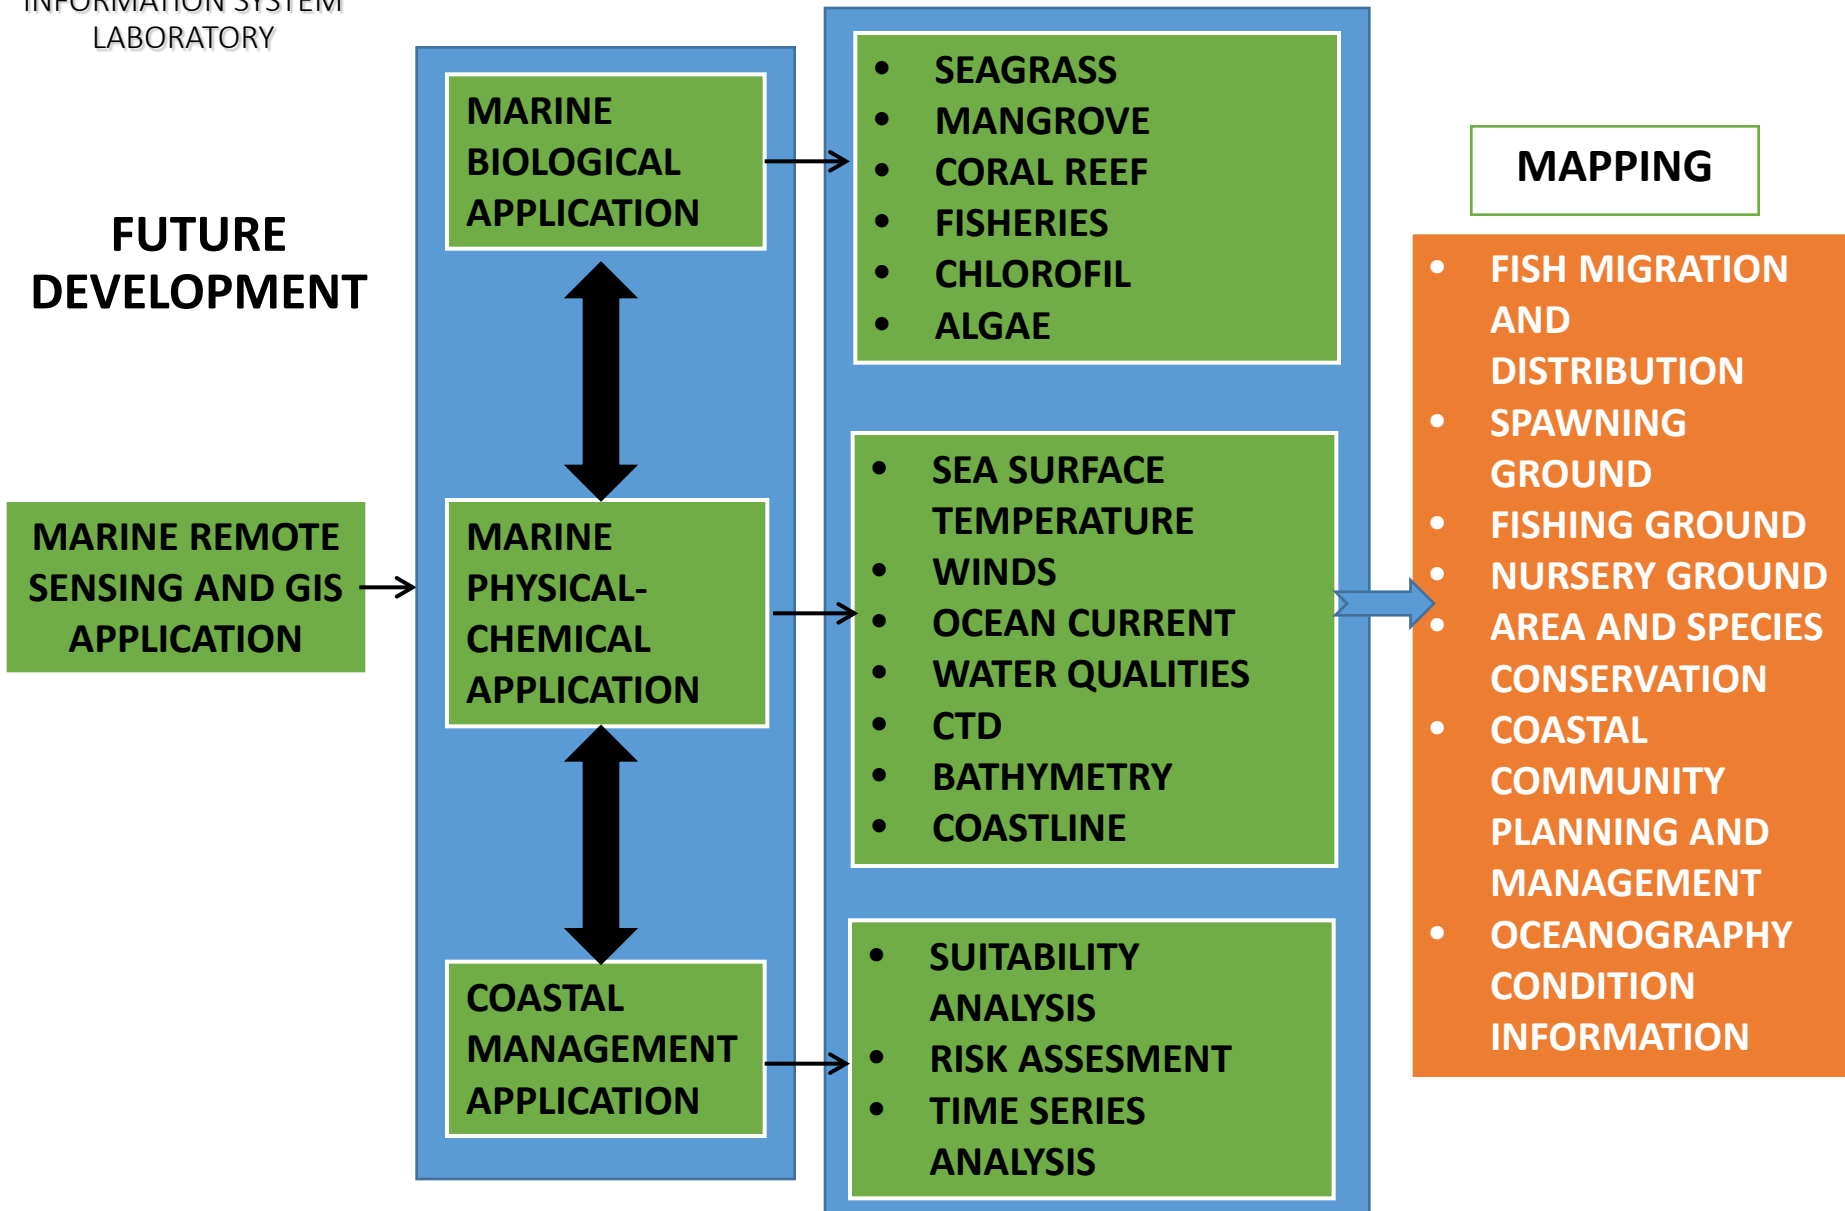 INFORMATION SYSTEM
LABORATORY
FUTURE
DEVELOPMENT
MARINE REMOTE
SENSING AND GIS
APPLICATION
MARINE
BIOLOGICAL
APPLICATION
MARINE
PHYSICAL-
CHEMICAL
APPLICATION
COASTAL
MANAGEMENT
APPLICATION
• SEAGRASS
• MANGROVE
• CORAL REEF
• FISHERIES
• CHLOROFIL
• ALGAE
• SEA SURFACE
TEMPERATURE
• WINDS
• OCEAN CURRENT
• WATER QUALITIES
• CTD
• BATHYMETRY
• COASTLINE
• SUITABILITY
ANALYSIS
• RISK ASSESMENT
• TIME SERIES
ANALYSIS
MAPPING
• FISH MIGRATION
AND
DISTRIBUTION
• SPAWNING
GROUND
• FISHING GROUND
• NURSERY GROUND
• AREA AND SPECIES
CONSERVATION
• COASTAL
COMMUNITY
PLANNING AND
MANAGEMENT
• OCEANOGRAPHY
CONDITION
INFORMATION